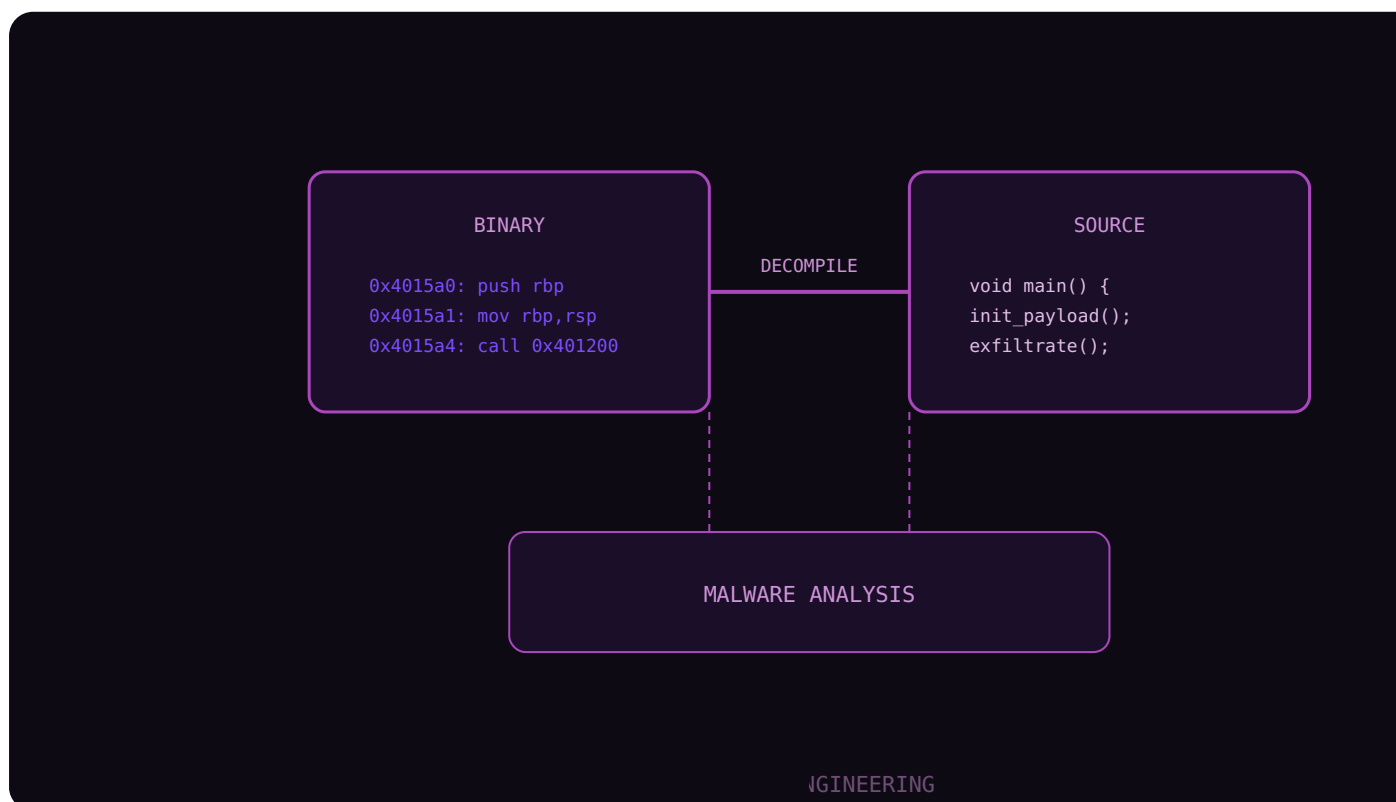 BINARY
0x4015a0: push rbp
0x4015a1: mov rbp,rsp
0x4015a4: call 0x401200
DECOMPILE
SOURCE
void main() {
init_payload();
exfiltrate();
MALWARE ANALYSIS